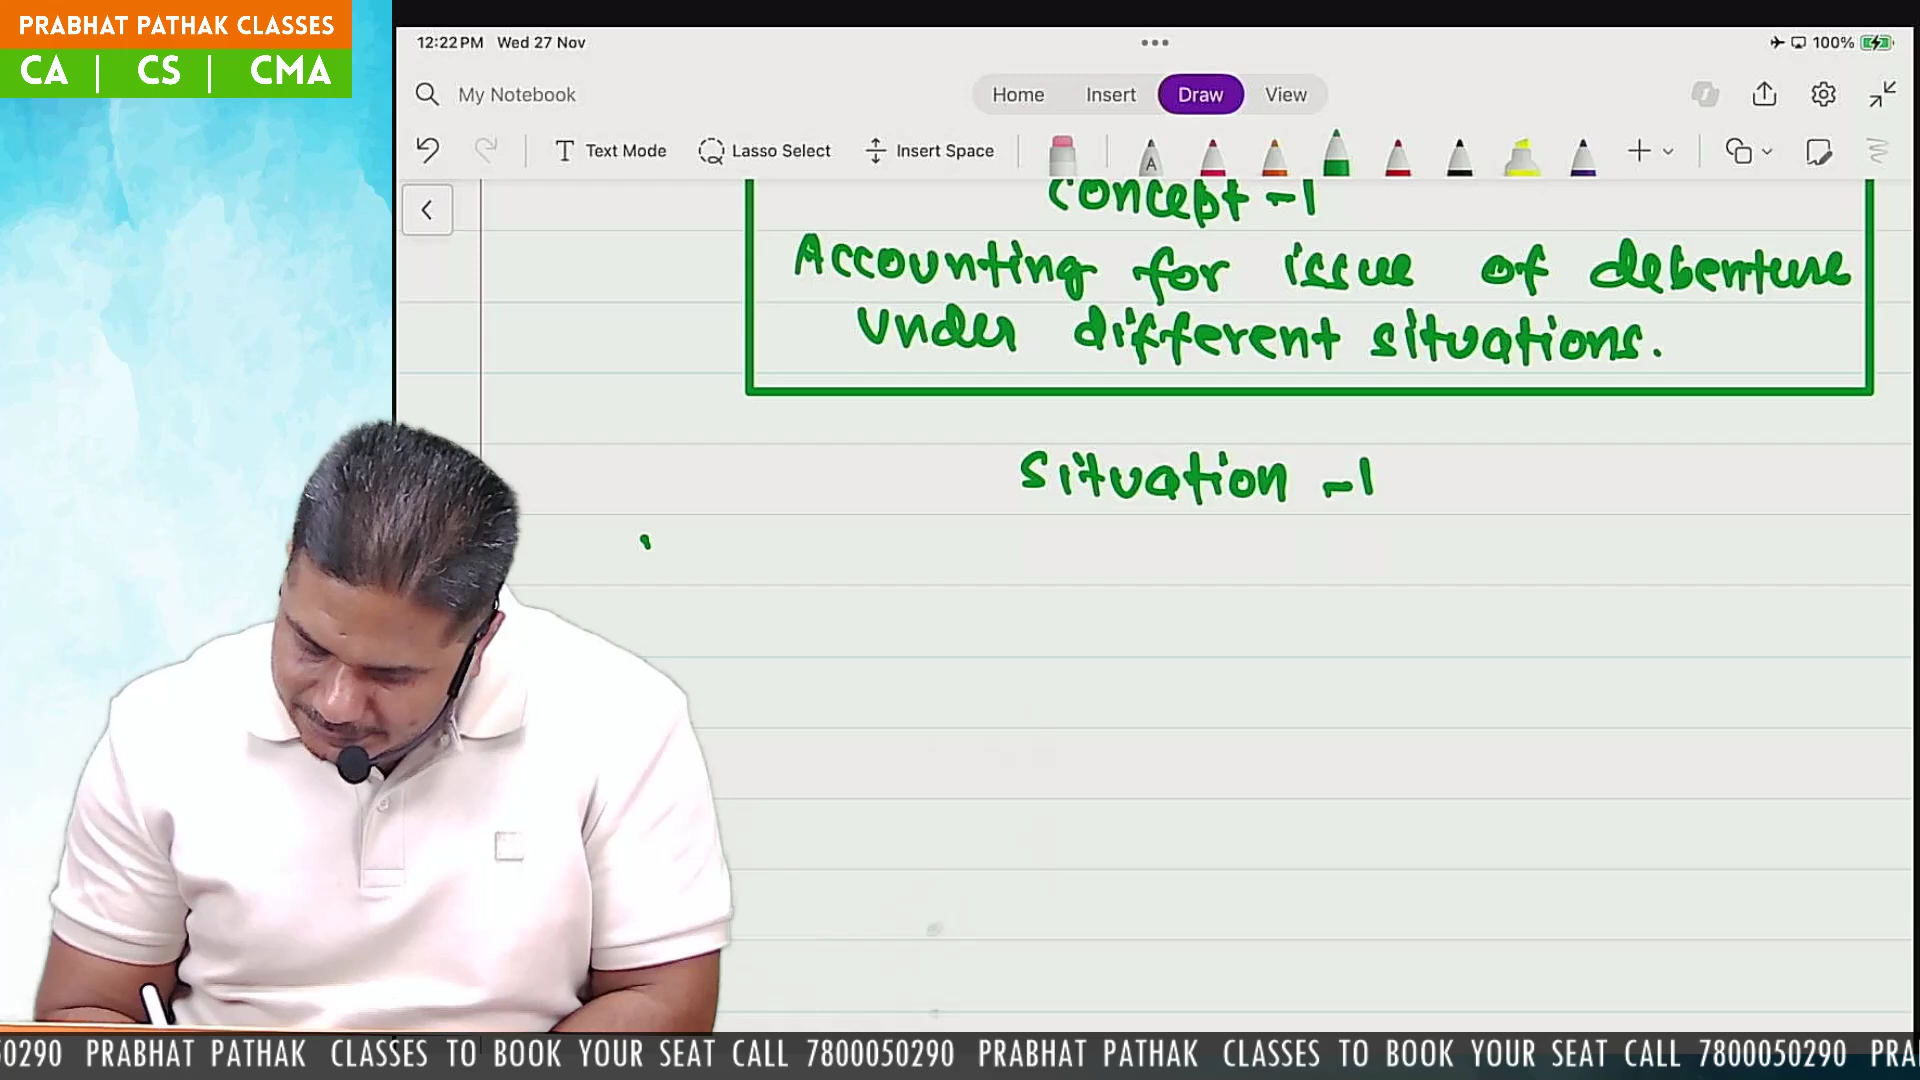 PRABHAT PATHAK CLASSES
CA | CS | CMA
12:22 PM Wed 27 Nov
100%
My Notebook
Home Insert Draw View
Text Mode Lasso Select Insert Space
A
Concept -1
Accounting for issue of debenture
under different situations.
Situation -1
50290 PRABHAT PATHAK CLASSES TO BOOK YOUR SEAT CALL 7800050290 PRABHAT PATHAK CLASSES TO BOOK YOUR SEAT CALL 7800050290 PRA